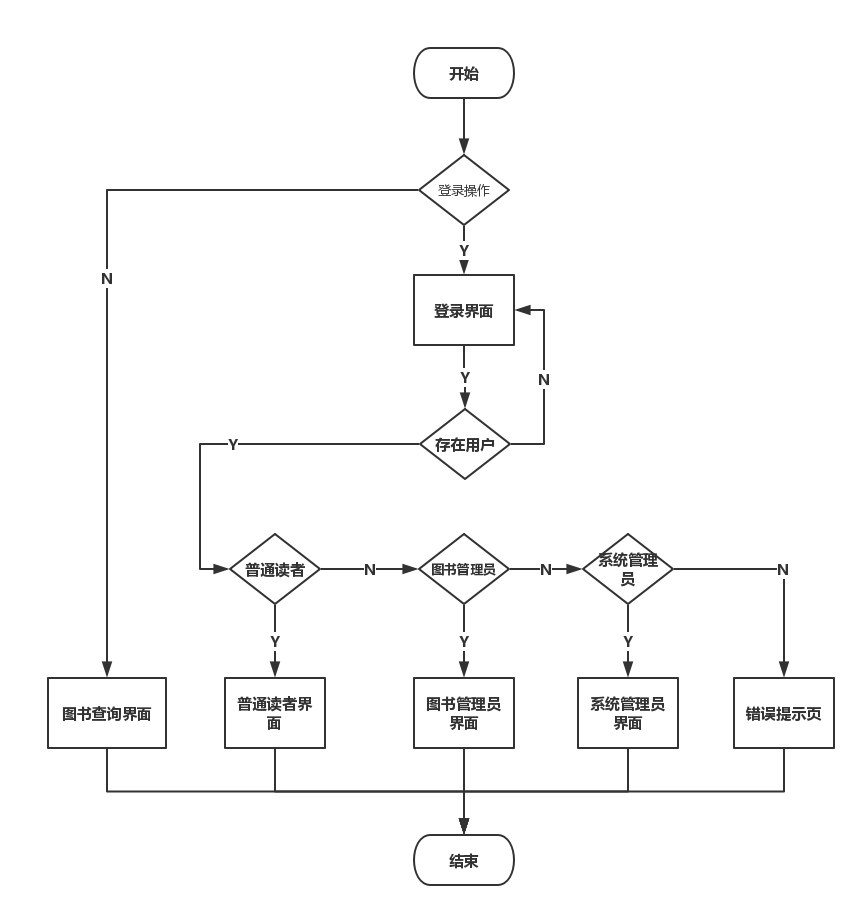 开始
登录操作
N
Y
登录界面
Y
N
Y
存在用户
普通读者
N
图书管理员
N
系统管理
员
N
Y
Y
Y
图书查询界面
普通读者界
面
图书管理员
界面
系统管理员
界面
错误提示页
结束